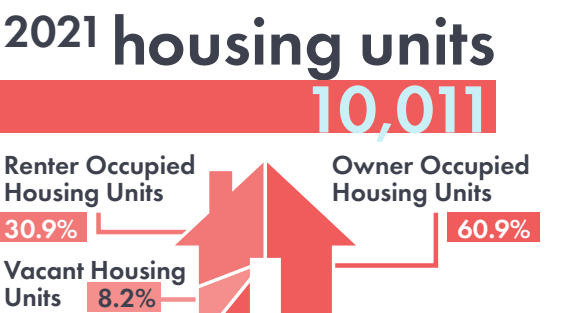 2021 housing units
10,011
Renter Occupied
Housing Units
30.9%
Owner Occupied
Housing Units
60.9%
Vacant Housing
Units 8.2%